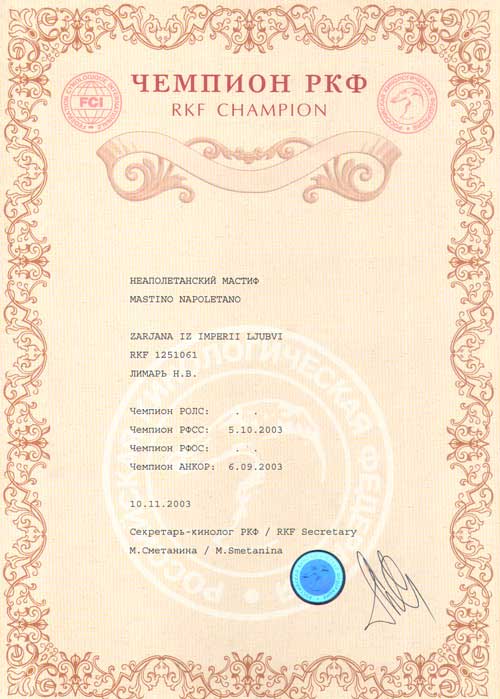 ЧЕМПИОН РКФ
RKF CHAMPION
FCI
НЕАПОЛЕТАНСКИЙ МАСТИФ
MASTINO NAPOLETANO
ZARJANA IZ IMPERII LJUBVI
RKF 1251061
ЛИМАРЬ Н.В.
Чемпион РОЛС: . .
Чемпион РФСС: 5.10.2003
Чемпион РФОС: . .
Чемпион АНКОР: 6.09.2003
10.11.2003
Секретарь-кинолог РКФ / RKF Secretary
М.Сметанина / M.Smetanina